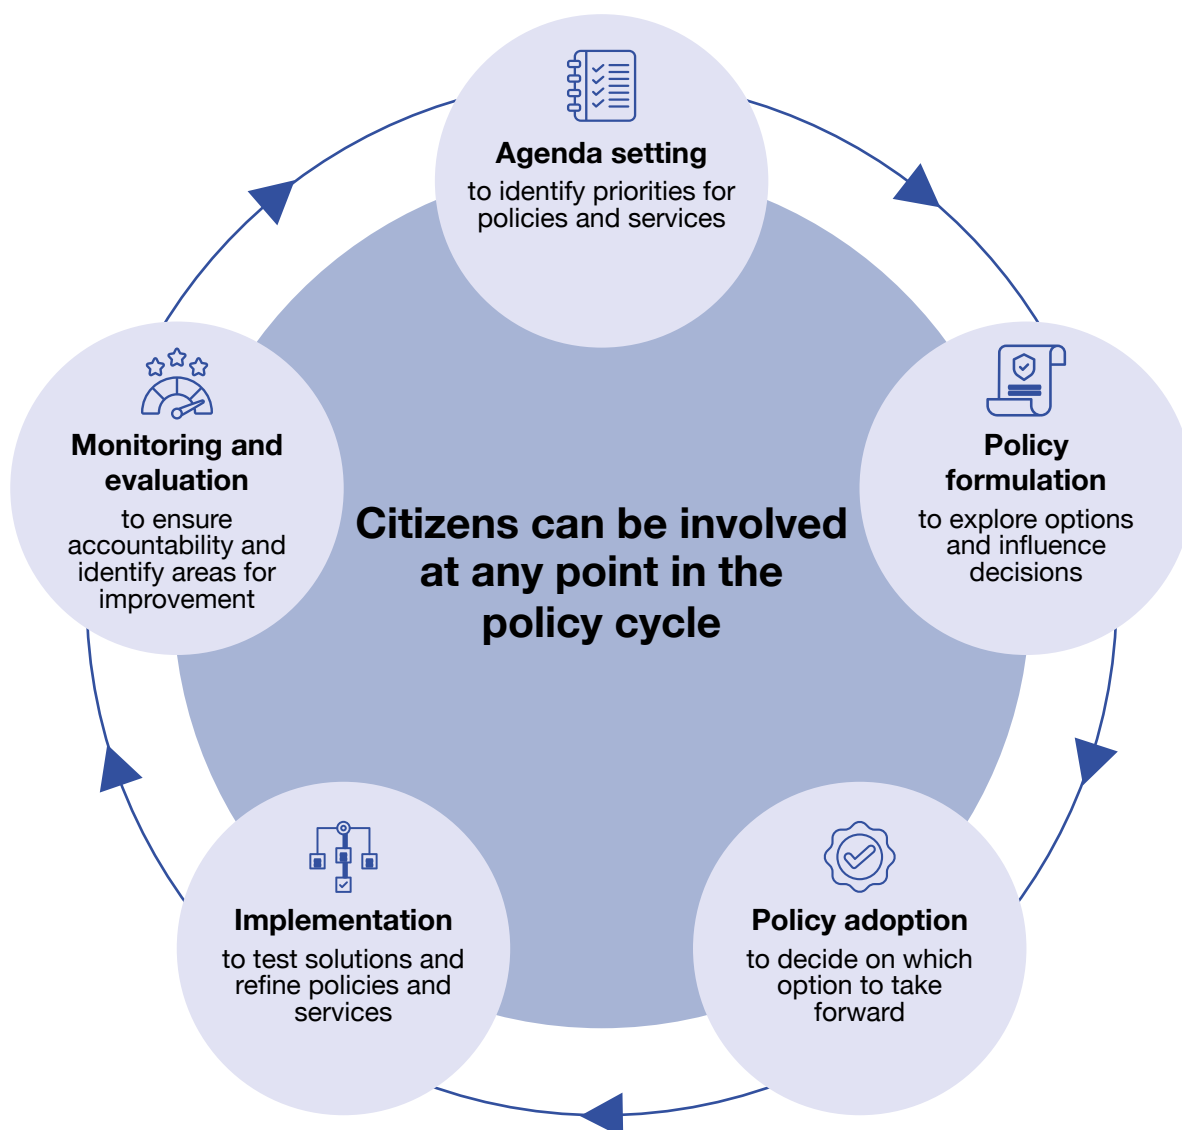 Agenda setting
to identify priorities for
policies and services
Policy
formulation
to explore options
and influence
decisions
Policy adoption
to decide on which
option to take
forward
Implementation
to test solutions and
refine policies and
services
Monitoring and
evaluation
to ensure
accountability and
identify areas for
improvement
Citizens can be involved
at any point in the
policy cycle